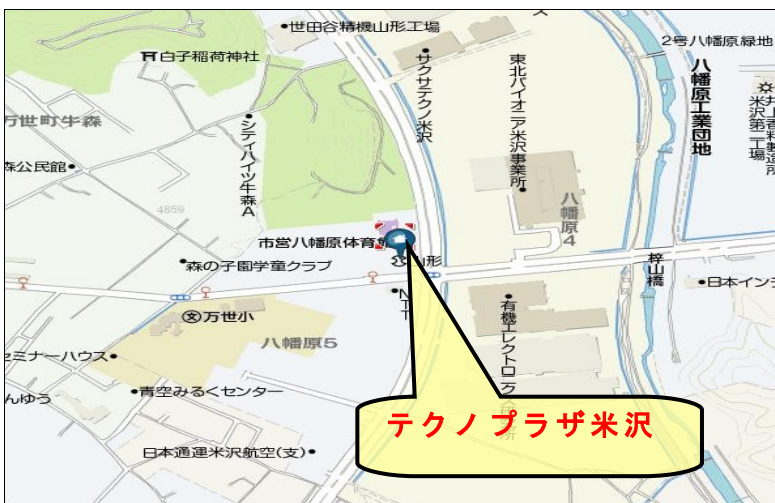 世田谷精機山形工場
白子稲荷神社
サクサテクノ米沢
東北パイオニア米沢事業所
2号八幡原緑地
八幡原工業団地
万世町牛森
シティハイツ牛森A
森公民館
4659
八幡原4
市営八幡原体育館
山形
森の子園学童クラブ
NTT
梓山橋
日本インテ
万世小
八幡原5
有機エレクトロニクス
セミナーハウス
んゆう
青空みるくセンター
テクノプラザ米沢
日本通運米沢航空(支)